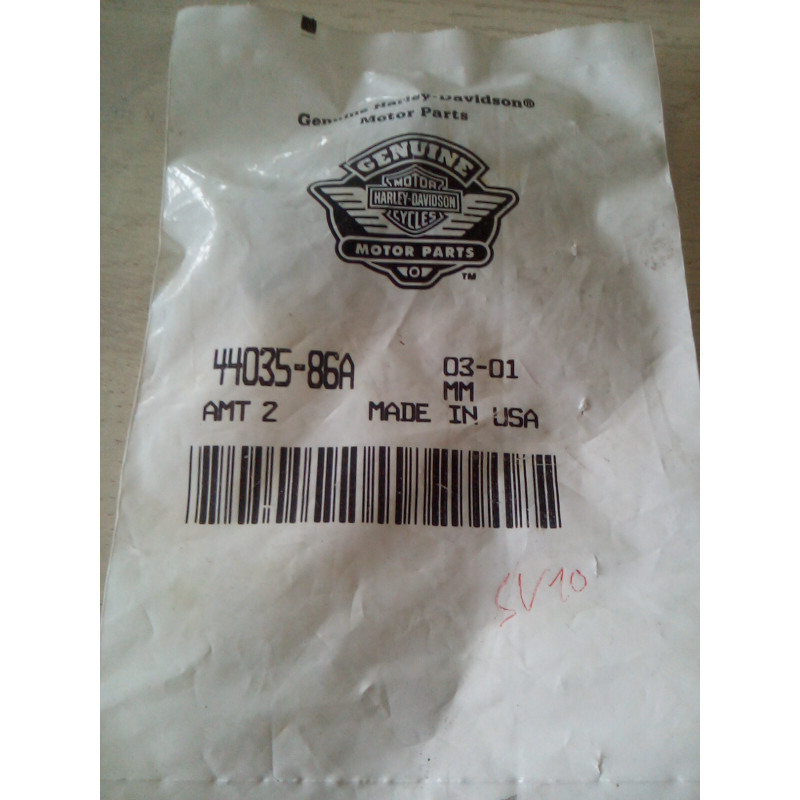 Genuine Harley-Davidson®
Motor Parts
GENUINE
MOTOR
HARLEY-DAVIDSON
CYCLES
MOTOR PARTS
TM
44035-86A 03-01
MM
AMT 2 MADE IN USA
SV10